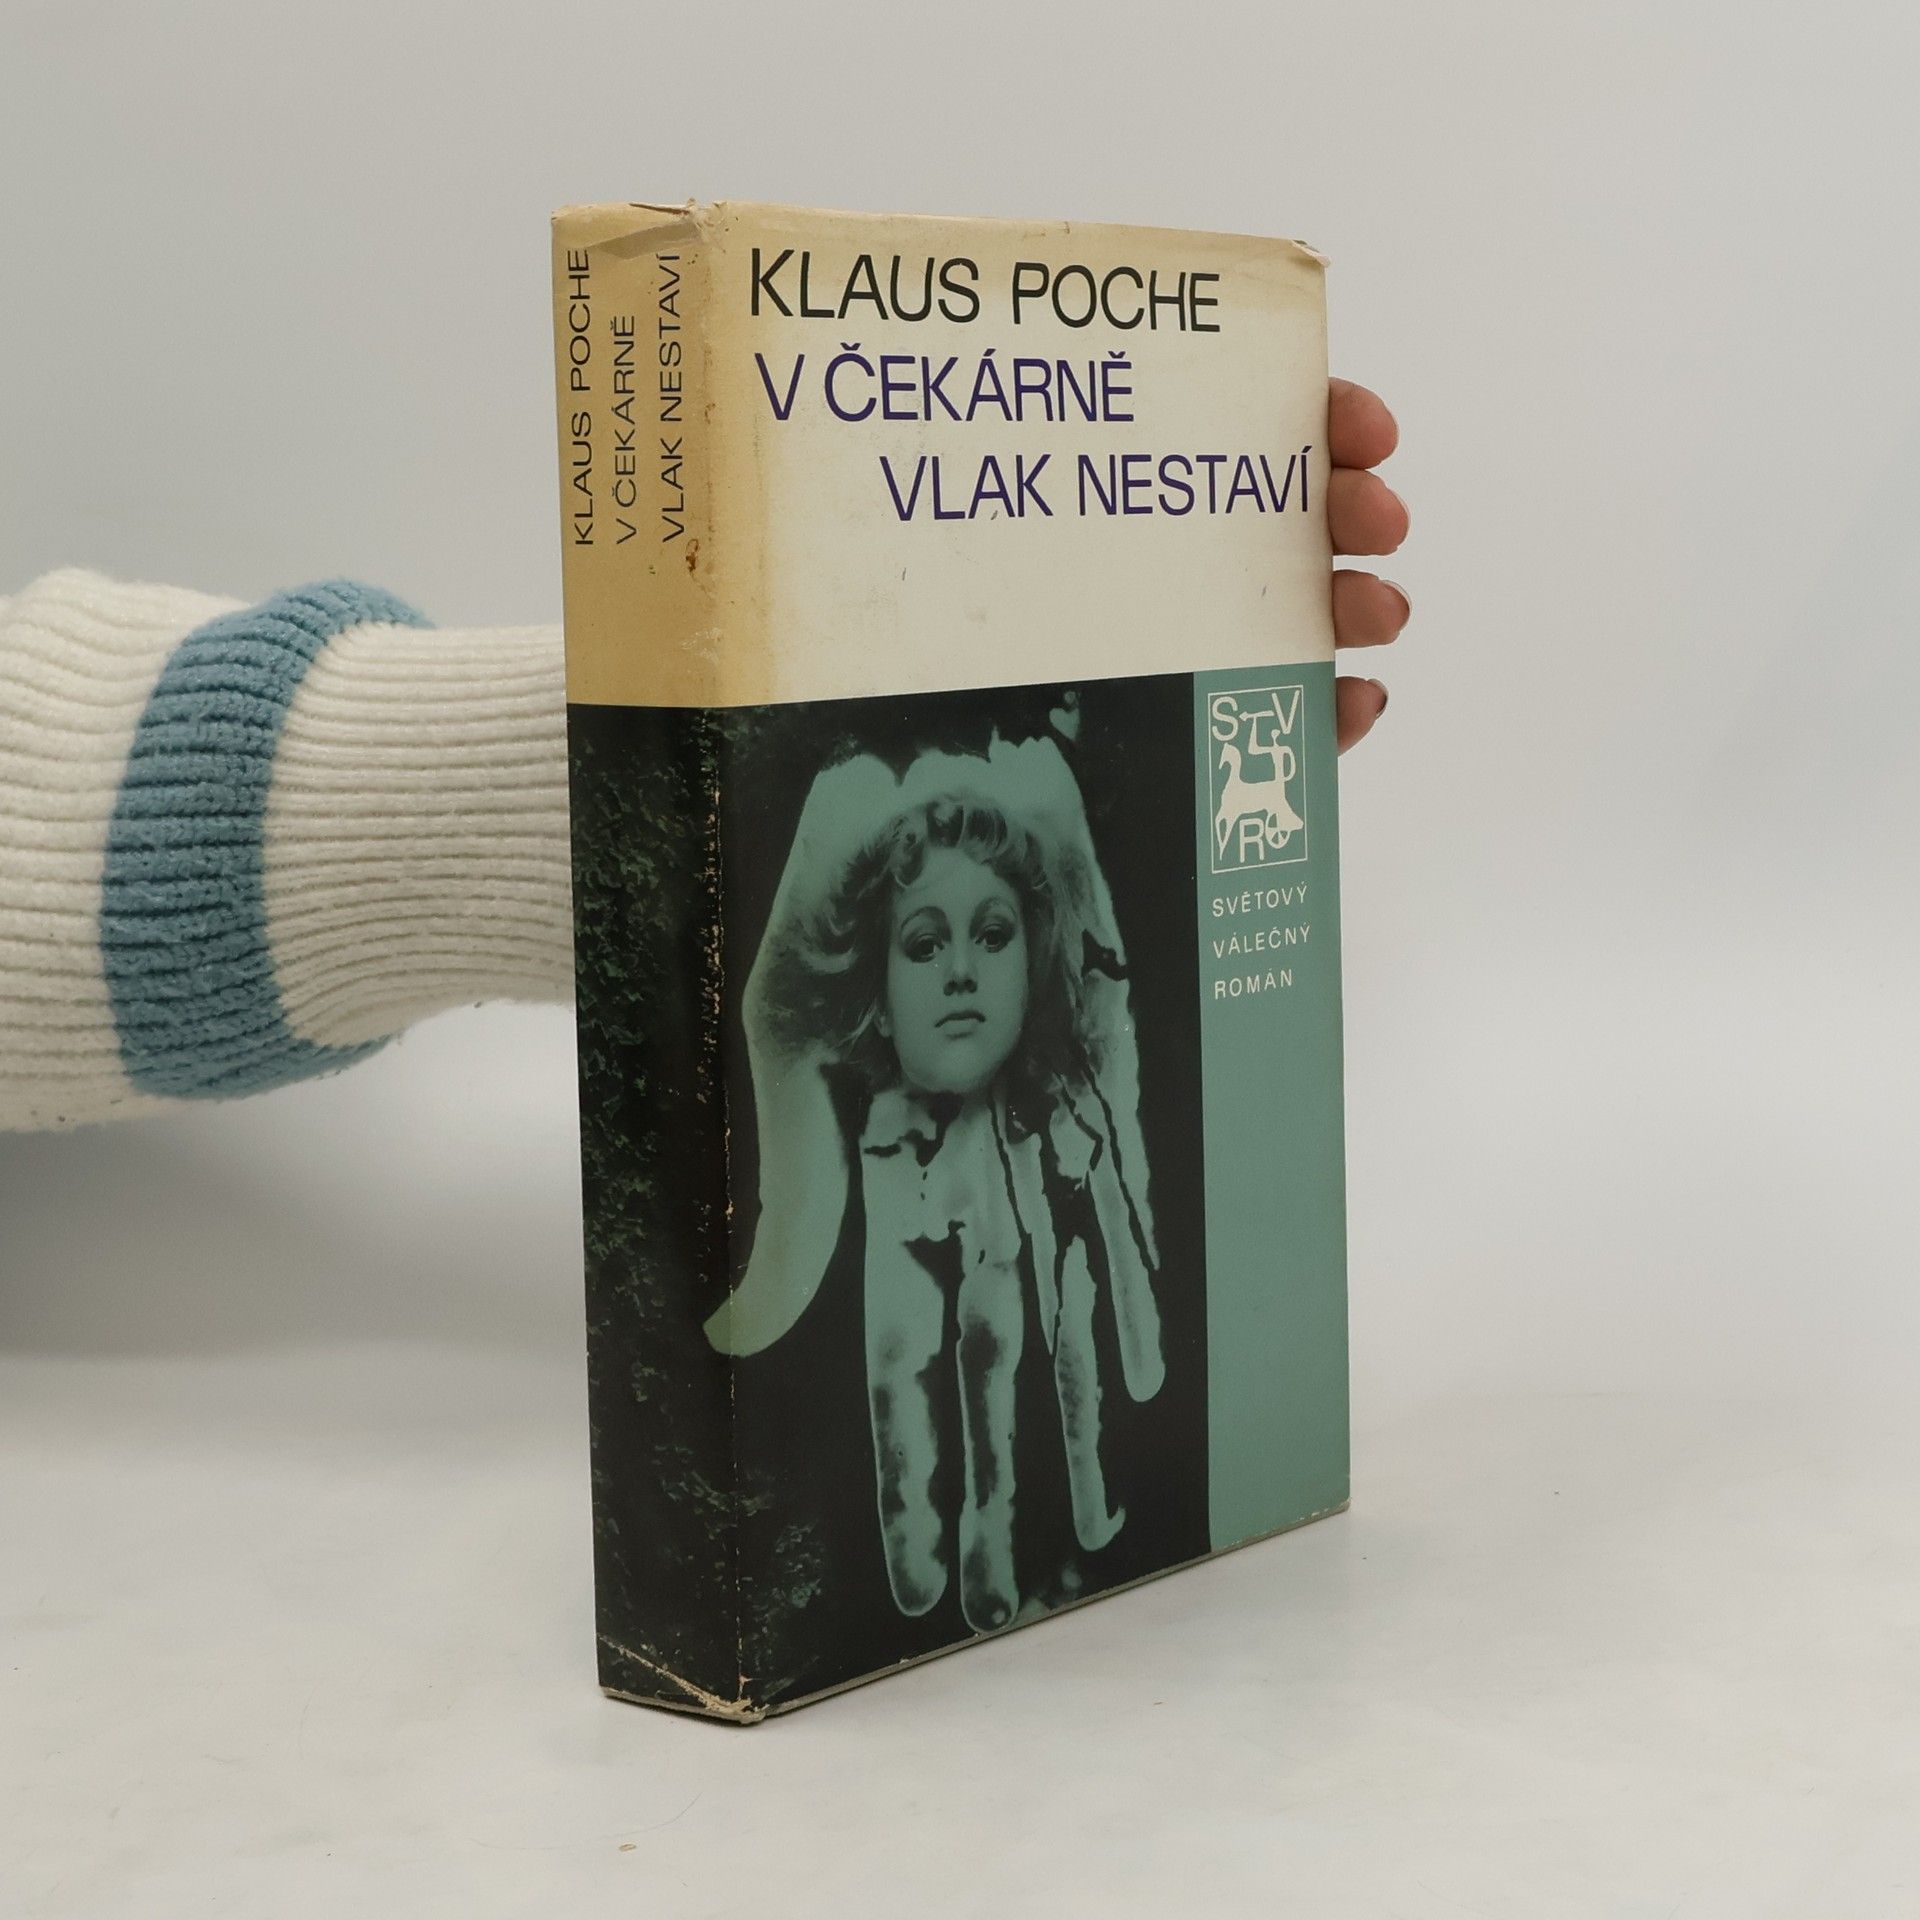 KLAUS POCHE
V ČEKÁRNĚ
VLAK NESTAVÍ
KLAUS POCHE
V ČEKÁRNĚ
VLAK NESTAVÍ
S V
R
SVĚTOVÝ
VÁLEČNÝ
ROMÁN